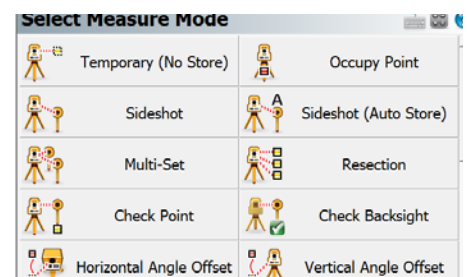 Select Measure Mode
Temporary (No Store)
Occupy Point
Sideshot
A
Sideshot (Auto Store)
Multi-Set
Resection
Check Point
Check Backsight
Horizontal Angle Offset
Vertical Angle Offset